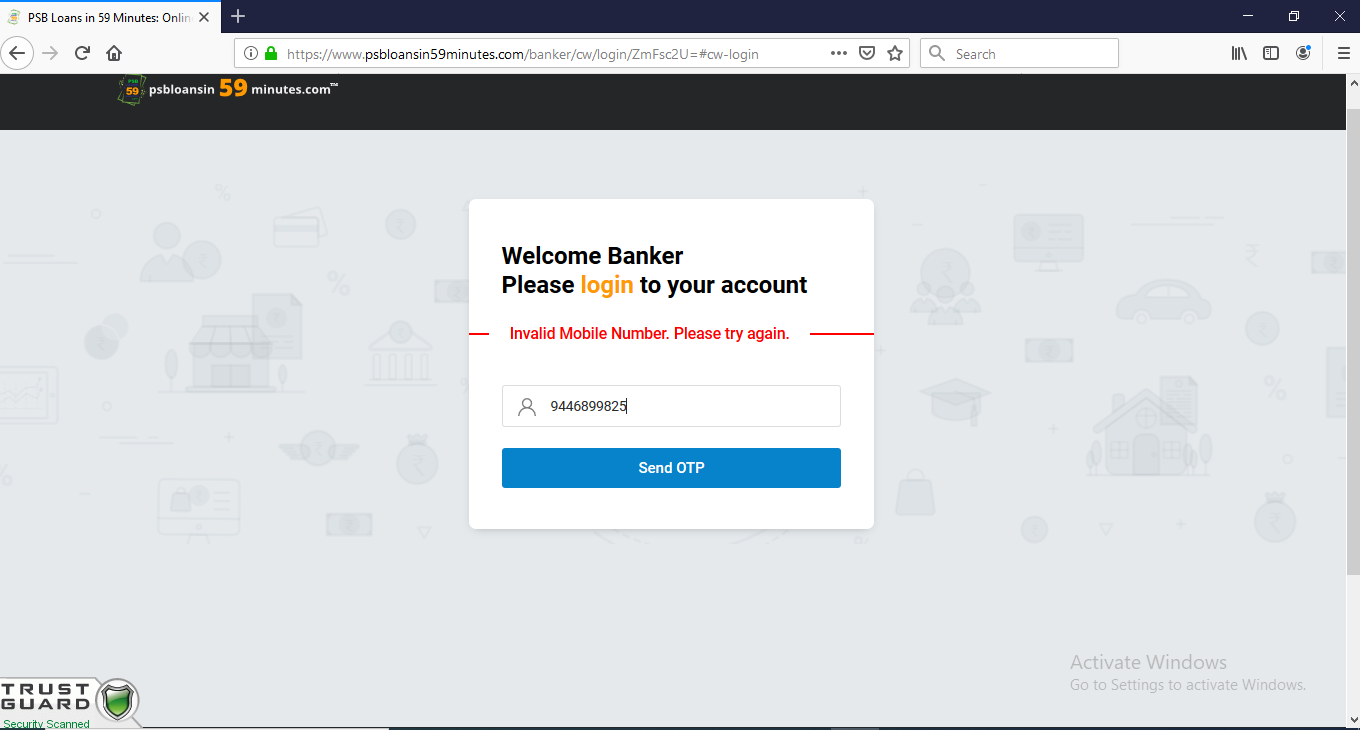 PSB Loans in 59 Minutes: Onlin
https://www.psbloansin59minutes.com/banker/cw/login/ZmFsc2U=#cw-login
Search
PSB
59
psbloansin 59 minutes.com™
Welcome Banker
Please login to your account
Invalid Mobile Number. Please try again.
9446899825
Send OTP
Activate Windows
Go to Settings to activate Windows.
TRUST
GUARD
Security Scanned